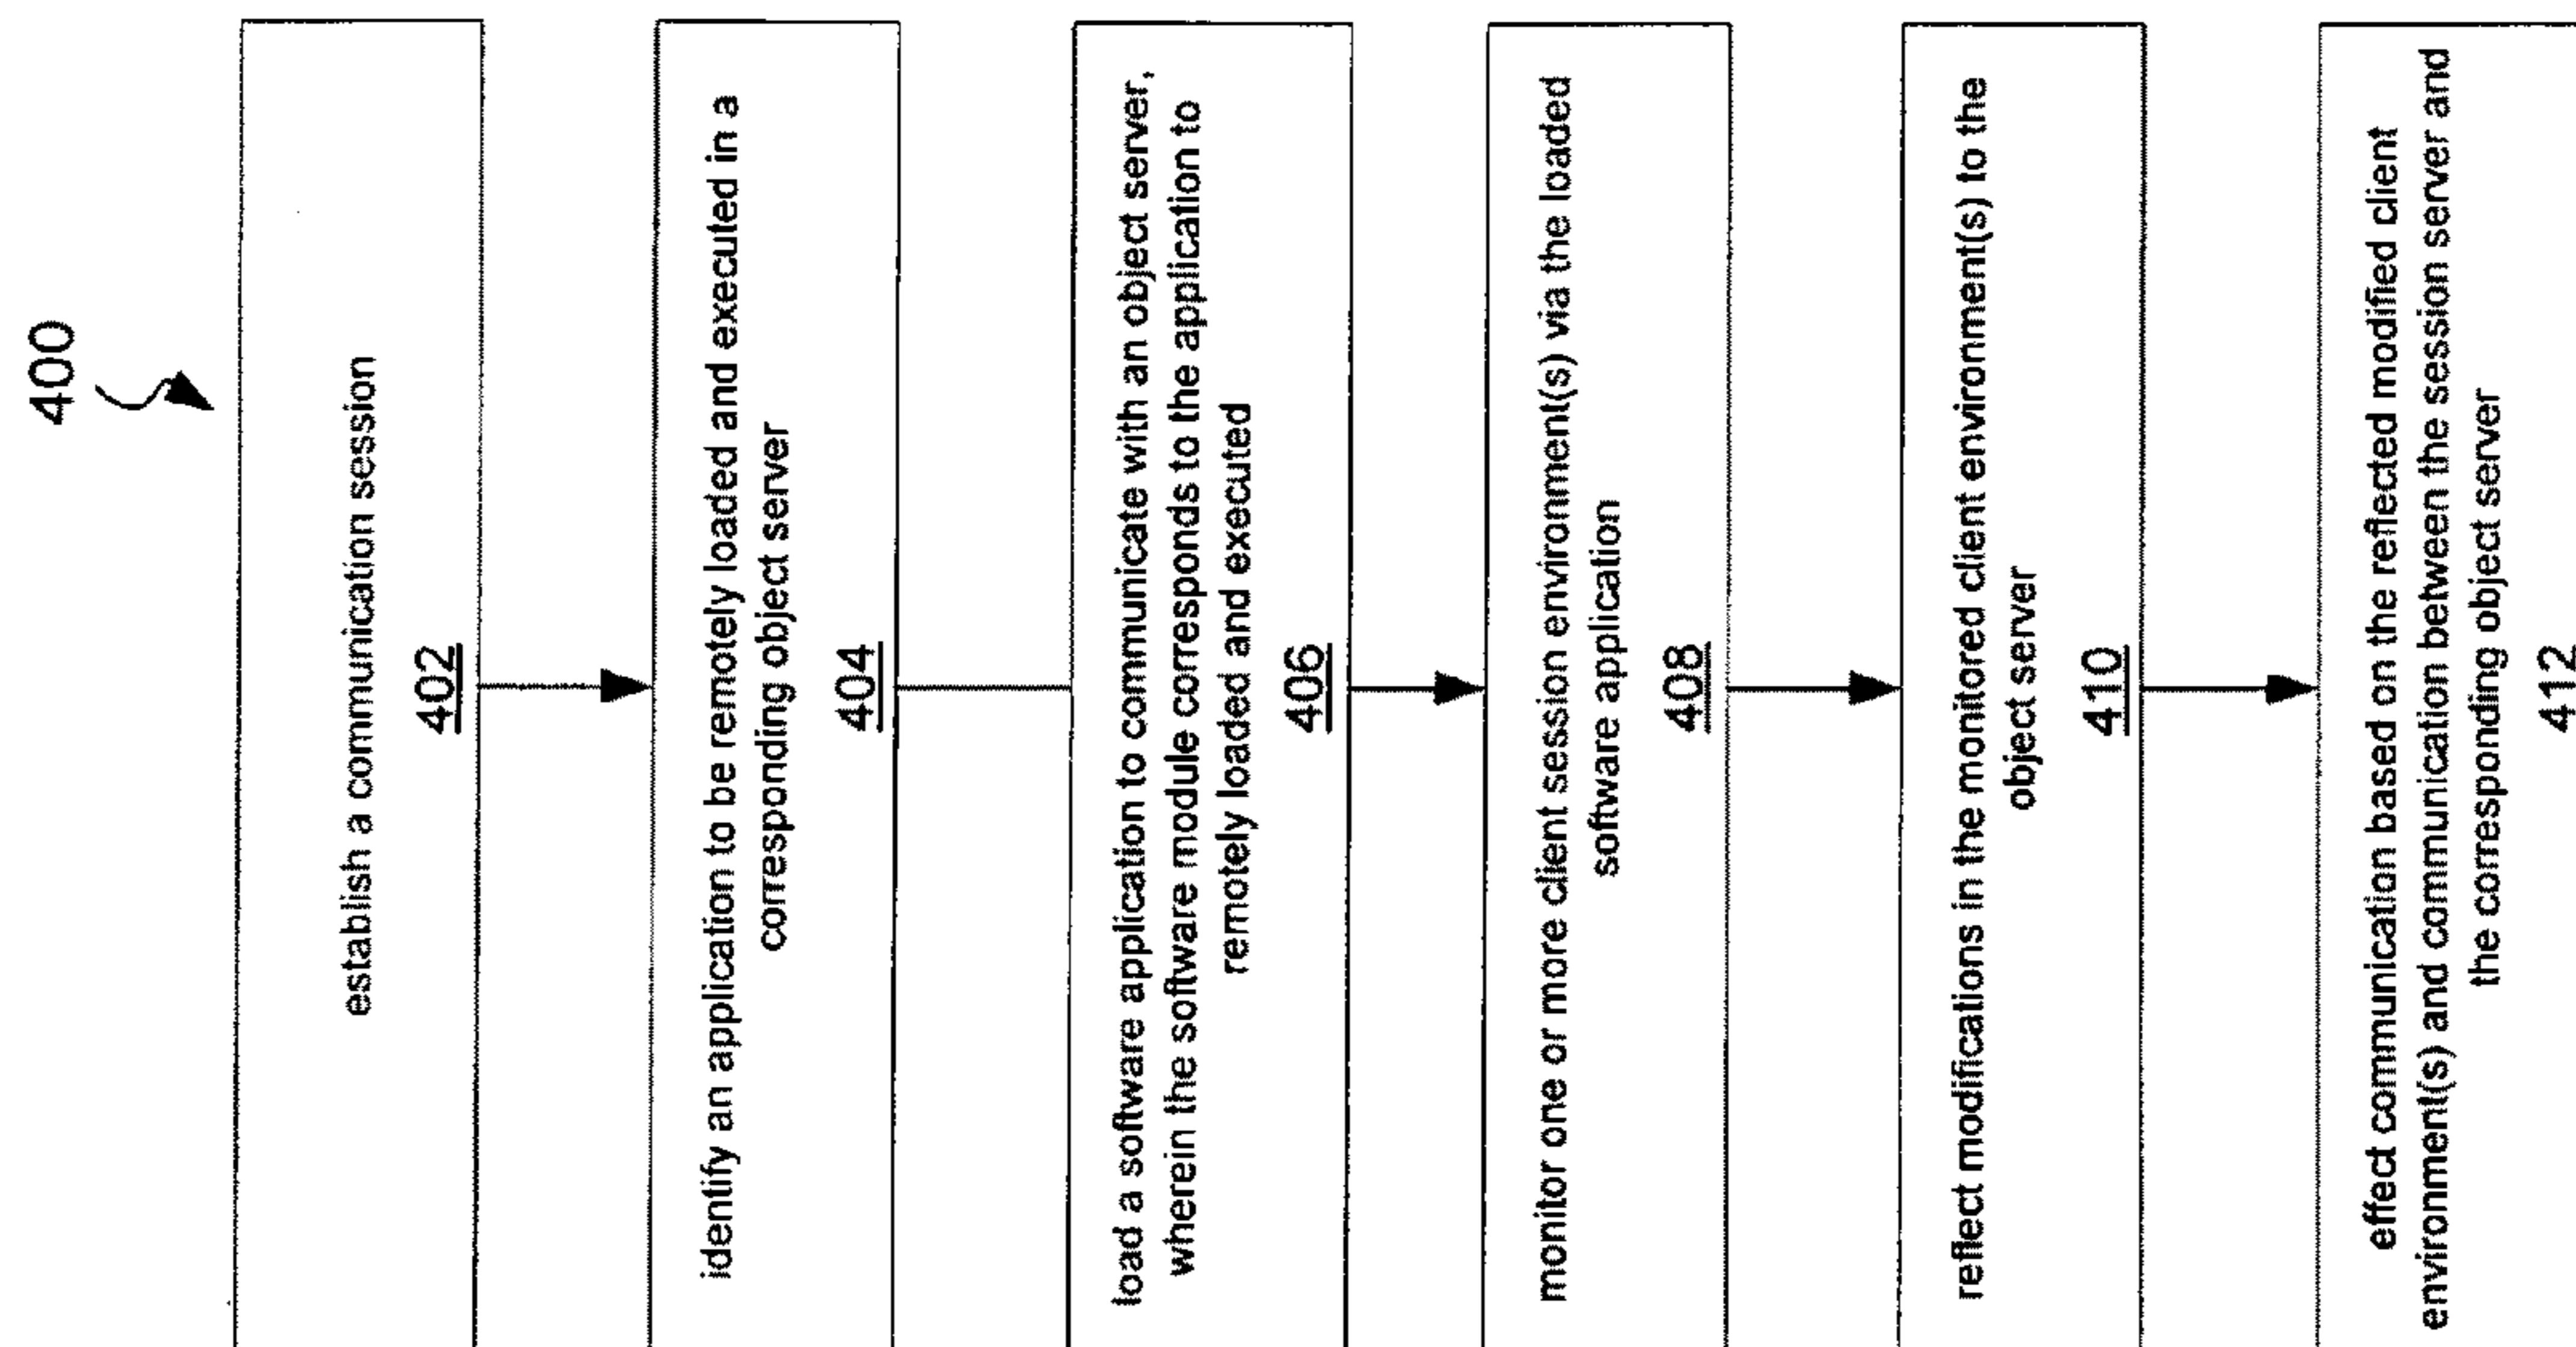 400
establish a communication session
402
identify an application to be remotely loaded and executed in a
corresponding object server
404
load a software application to communicate with an object server,
wherein the software module corresponds to the application to
remotely loaded and executed
406
monitor one or more client session environment(s) via the loaded
software application
408
reflect modifications in the monitored client environment(s) to the
object server
410
effect communication based on the reflected modified client
environment(s) and communication between the session server and
the corresponding object server
412